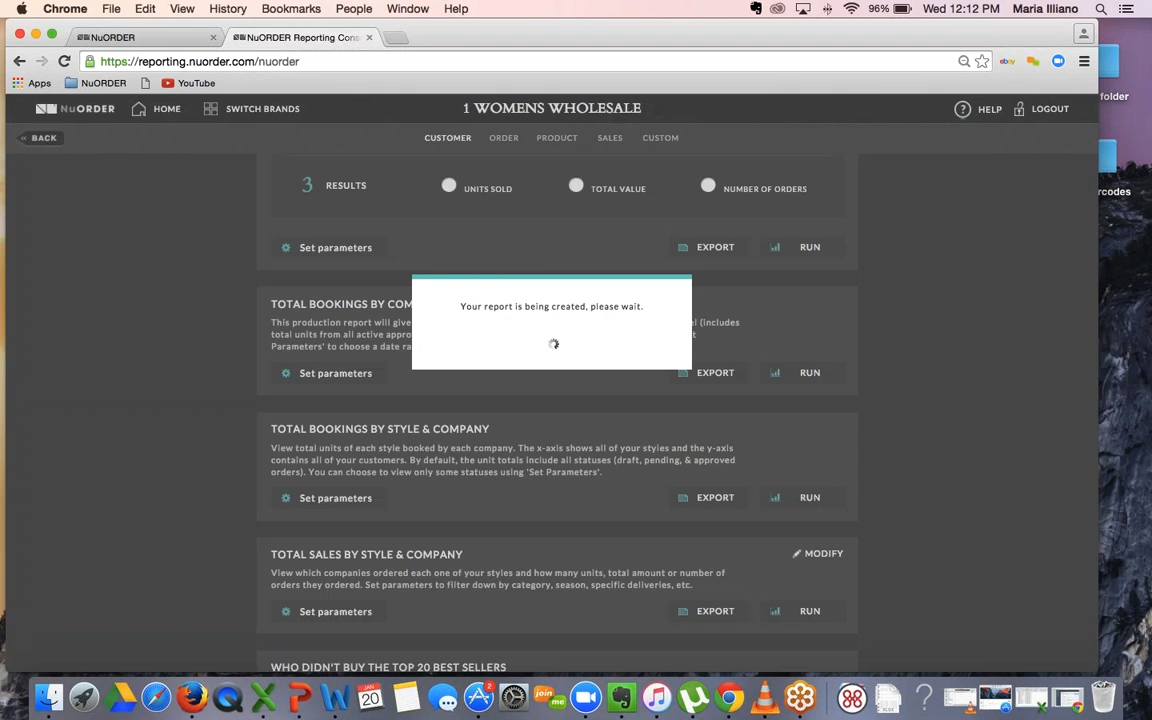 Chrome File Edit View History Bookmarks People Window Help 96% Wed 12:12 PM Maria Illiano
NuORDER NuORDER Reporting Cons
https://reporting.nuorder.com/nuorder ebay
Apps NuORDER YouTube
folder
NUORDER HOME SWITCH BRANDS 1 WOMENS WHOLESALE HELP LOGOUT
« BACK CUSTOMER ORDER PRODUCT SALES CUSTOM
rcodes
3 RESULTS UNITS SOLD TOTAL VALUE NUMBER OF ORDERS
Set parameters EXPORT RUN
Your report is being created, please wait.
TOTAL BOOKINGS BY COM
This production report will give el (includes
total units from all active appro t
Parameters' to choose a date ra
Set parameters EXPORT RUN
TOTAL BOOKINGS BY STYLE & COMPANY
View total units of each style booked by each company. The x-axis shows all of your styles and the y-axis
contains all of your customers. By default, the unit totals include all statuses (draft, pending, & approved
orders). You can choose to view only some statuses using 'Set Parameters'.
Set parameters EXPORT RUN
TOTAL SALES BY STYLE & COMPANY MODIFY
View which companies ordered each one of your styles and how many units, total amount or number of
orders they ordered. Set parameters to filter down by category, season, specific deliveries, etc.
Set parameters EXPORT RUN
WHO DIDN'T BUY THE TOP 20 BEST SELLERS
JAN
20
join
me
2